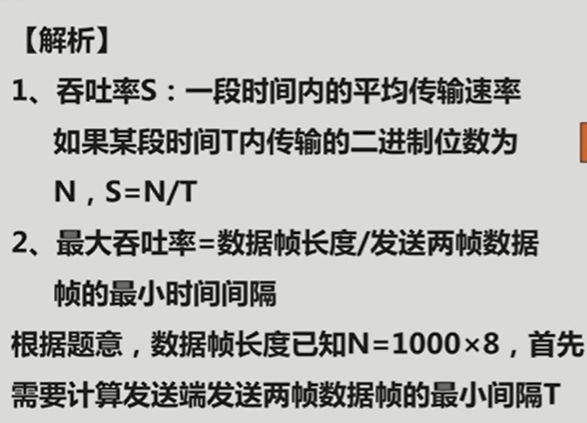 【解析】
1、吞吐率S：一段时间内的平均传输速率
如果某段时间T内传输的二进制位数为
N，S=N/T
2、最大吞吐率=数据帧长度/发送两帧数据
帧的最小时间间隔
根据题意，数据帧长度已知N=1000×8，首先
需要计算发送端发送两帧数据帧的最小间隔T